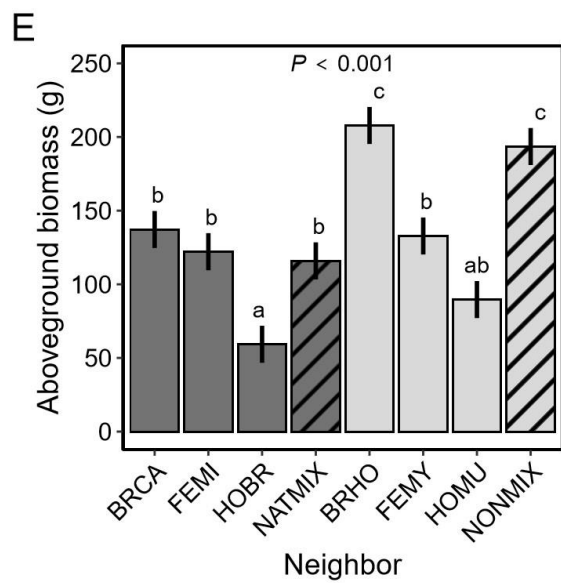 E
P < 0.001
Aboveground biomass (g)
250
200
150
100
50
0
b
b
a
b
c
b
ab
c
BRCA
FEMI
HOBR
NATMIX
BRHO
FEMY
HOMU
NONMIX
Neighbor